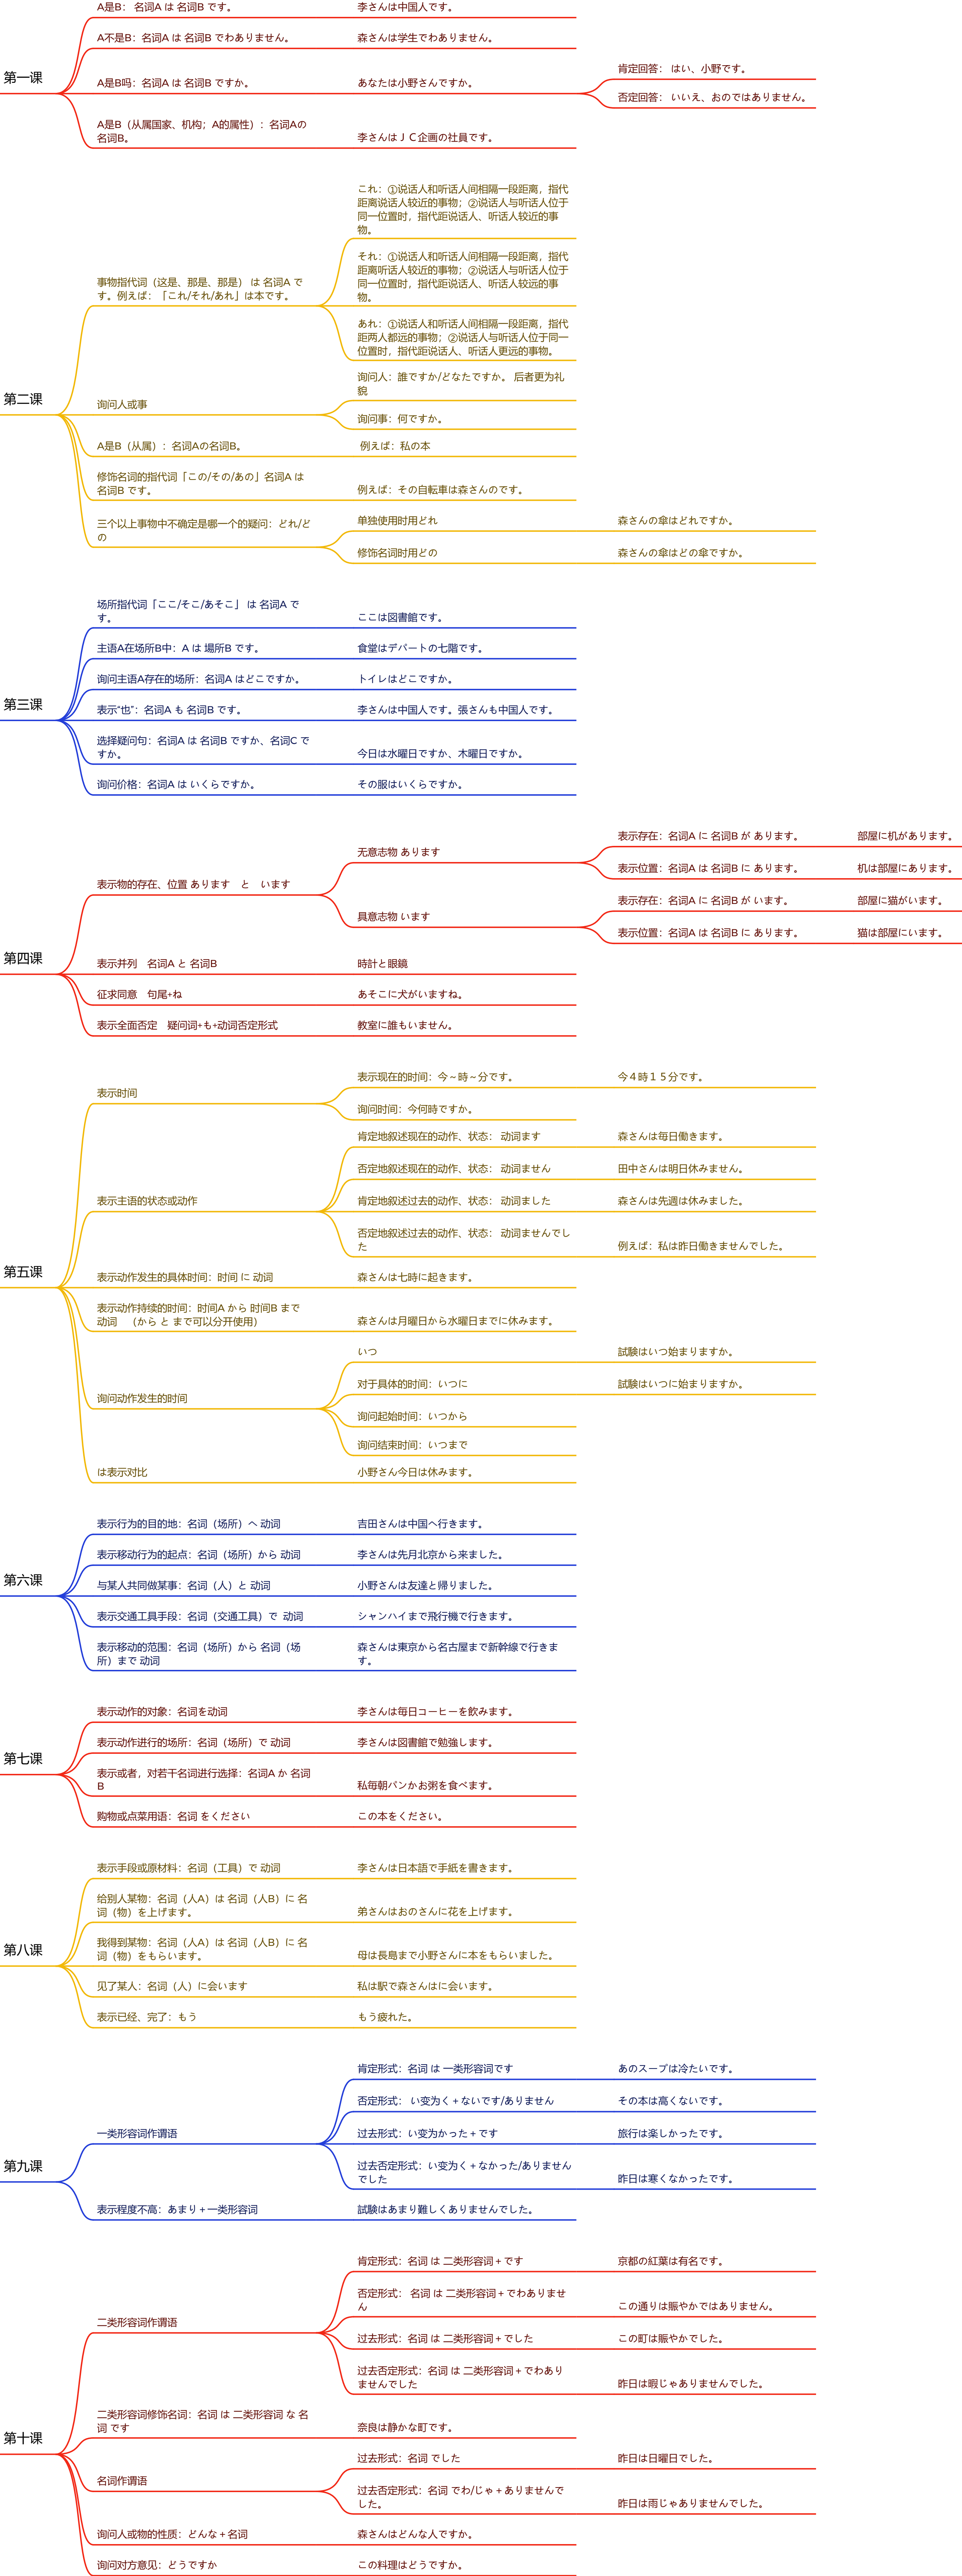 第一课
A是B： 名词A は 名词B です。
李さんは中国人です。
A不是B：名词A は 名词B でわありません。
森さんは学生でわありません。
A是B吗：名词A は 名词B ですか。
あなたは小野さんですか。
肯定回答： はい、小野です。
否定回答： いいえ、おのではありません。
A是B（从属国家、机构；A的属性）：名词Aの
名词B。
李さんはＪＣ企画の社員です。
第二课
事物指代词（这是、那是、那是） は 名词A で
す。例えば：「これ/それ/あれ」は本です。
これ：①说话人和听话人间相隔一段距离，指代
距离说话人较近的事物；②说话人与听话人位于
同一位置时，指代距说话人、听话人较近的事
物。
それ：①说话人和听话人间相隔一段距离，指代
距离听话人较近的事物；②说话人与听话人位于
同一位置时，指代距说话人、听话人较远的事
物。
あれ：①说话人和听话人间相隔一段距离，指代
距两人都远的事物；②说话人与听话人位于同一
位置时，指代距说话人、听话人更远的事物。
询问人或事
询问人：誰ですか/どなたですか。 后者更为礼
貌
询问事：何ですか。
A是B（从属）：名词Aの名词B。
例えば：私の本
修饰名词的指代词「この/その/あの」名词A は
名词B です。
例えば：その自転車は森さんのです。
三个以上事物中不确定是哪一个的疑问：どれ/ど
の
单独使用时用どれ
森さんの傘はどれですか。
修饰名词时用どの
森さんの傘はどの傘ですか。
第三课
场所指代词「ここ/そこ/あそこ」 は 名词A で
す。
ここは図書館です。
主语A在场所B中：A は 場所B です。
食堂はデパートの七階です。
询问主语A存在的场所：名词A はどこですか。
トイレはどこですか。
表示“也”：名词A も 名词B です。
李さんは中国人です。張さんも中国人です。
选择疑问句：名词A は 名词B ですか、名词C で
すか。
今日は水曜日ですか、木曜日ですか。
询问价格：名词A は いくらですか。
その服はいくらですか。
第四课
表示物的存在、位置 あります　と　います
无意志物 あります
表示存在：名词A に 名词B が あります。
部屋に机があります。
表示位置：名词A は 名词B に あります。
机は部屋にあります。
具意志物 います
表示存在：名词A に 名词B が います。
部屋に猫がいます。
表示位置：名词A は 名词B に あります。
猫は部屋にいます。
表示并列　名词A と 名词B
時計と眼鏡
征求同意　句尾+ね
あそこに犬がいますね。
表示全面否定　疑问词+も+动词否定形式
教室に誰もいません。
第五课
表示时间
表示现在的时间：今～時～分です。
今４時１５分です。
询问时间：今何時ですか。
表示主语的状态或动作
肯定地叙述现在的动作、状态： 动词ます
森さんは毎日働きます。
否定地叙述现在的动作、状态： 动词ません
田中さんは明日休みません。
肯定地叙述过去的动作、状态： 动词ました
森さんは先週は休みました。
否定地叙述过去的动作、状态： 动词ませんでし
た
例えば：私は昨日働きませんでした。
表示动作发生的具体时间：时间 に 动词
森さんは七時に起きます。
表示动作持续的时间：时间A から 时间B まで
动词　（から と まで可以分开使用）
森さんは月曜日から水曜日までに休みます。
询问动作发生的时间
いつ
試験はいつ始まりますか。
对于具体的时间：いつに
試験はいつに始まりますか。
询问起始时间：いつから
询问结束时间：いつまで
は表示对比
小野さん今日は休みます。
第六课
表示行为的目的地：名词（场所）へ 动词
吉田さんは中国へ行きます。
表示移动行为的起点：名词（场所）から 动词
李さんは先月北京から来ました。
与某人共同做某事：名词（人）と 动词
小野さんは友達と帰りました。
表示交通工具手段：名词（交通工具）で 动词
シャンハイまで飛行機で行きます。
表示移动的范围：名词（场所）から 名词（场
所）まで 动词
森さんは東京から名古屋まで新幹線で行きま
す。
第七课
表示动作的对象：名词を动词
李さんは毎日コーヒーを飲みます。
表示动作进行的场所：名词（场所）で 动词
李さんは図書館で勉強します。
表示或者，对若干名词进行选择：名词A か 名词
B
私毎朝パンかお粥を食べます。
购物或点菜用语：名词 をください
この本をください。
第八课
表示手段或原材料：名词（工具）で 动词
李さんは日本語で手紙を書きます。
给别人某物：名词（人A）は 名词（人B）に 名
词（物）を上げます。
弟さんはおのさんに花を上げます。
我得到某物：名词（人A）は 名词（人B）に 名
词（物）をもらいます。
母は長島まで小野さんに本をもらいました。
见了某人：名词（人）に会います
私は駅で森さんはに会います。
表示已经、完了：もう
もう疲れた。
第九课
一类形容词作谓语
肯定形式：名词 は 一类形容词です
あのスープは冷たいです。
否定形式： い变为く＋ないです/ありません
その本は高くないです。
过去形式：い变为かった＋です
旅行は楽しかったです。
过去否定形式：い变为く＋なかった/ありません
でした
昨日は寒くなかったです。
表示程度不高：あまり＋一类形容词
試験はあまり難しくありませんでした。
第十课
二类形容词作谓语
肯定形式：名词 は 二类形容词＋です
京都の紅葉は有名です。
否定形式： 名词 は 二类形容词＋でわありませ
ん
この通りは賑やかではありません。
过去形式：名词 は 二类形容词＋でした
この町は賑やかでした。
过去否定形式：名词 は 二类形容词＋でわあり
ませんでした
昨日は暇じゃありませんでした。
二类形容词修饰名词：名词 は 二类形容词 な 名
词 です
奈良は静かな町です。
名词作谓语
过去形式：名词 でした
昨日は日曜日でした。
过去否定形式：名词 でわ/じゃ＋ありませんで
した。
昨日は雨じゃありませんでした。
询问人或物的性质：どんな＋名词
森さんはどんな人ですか。
询问对方意见：どうですか
この料理はどうですか。